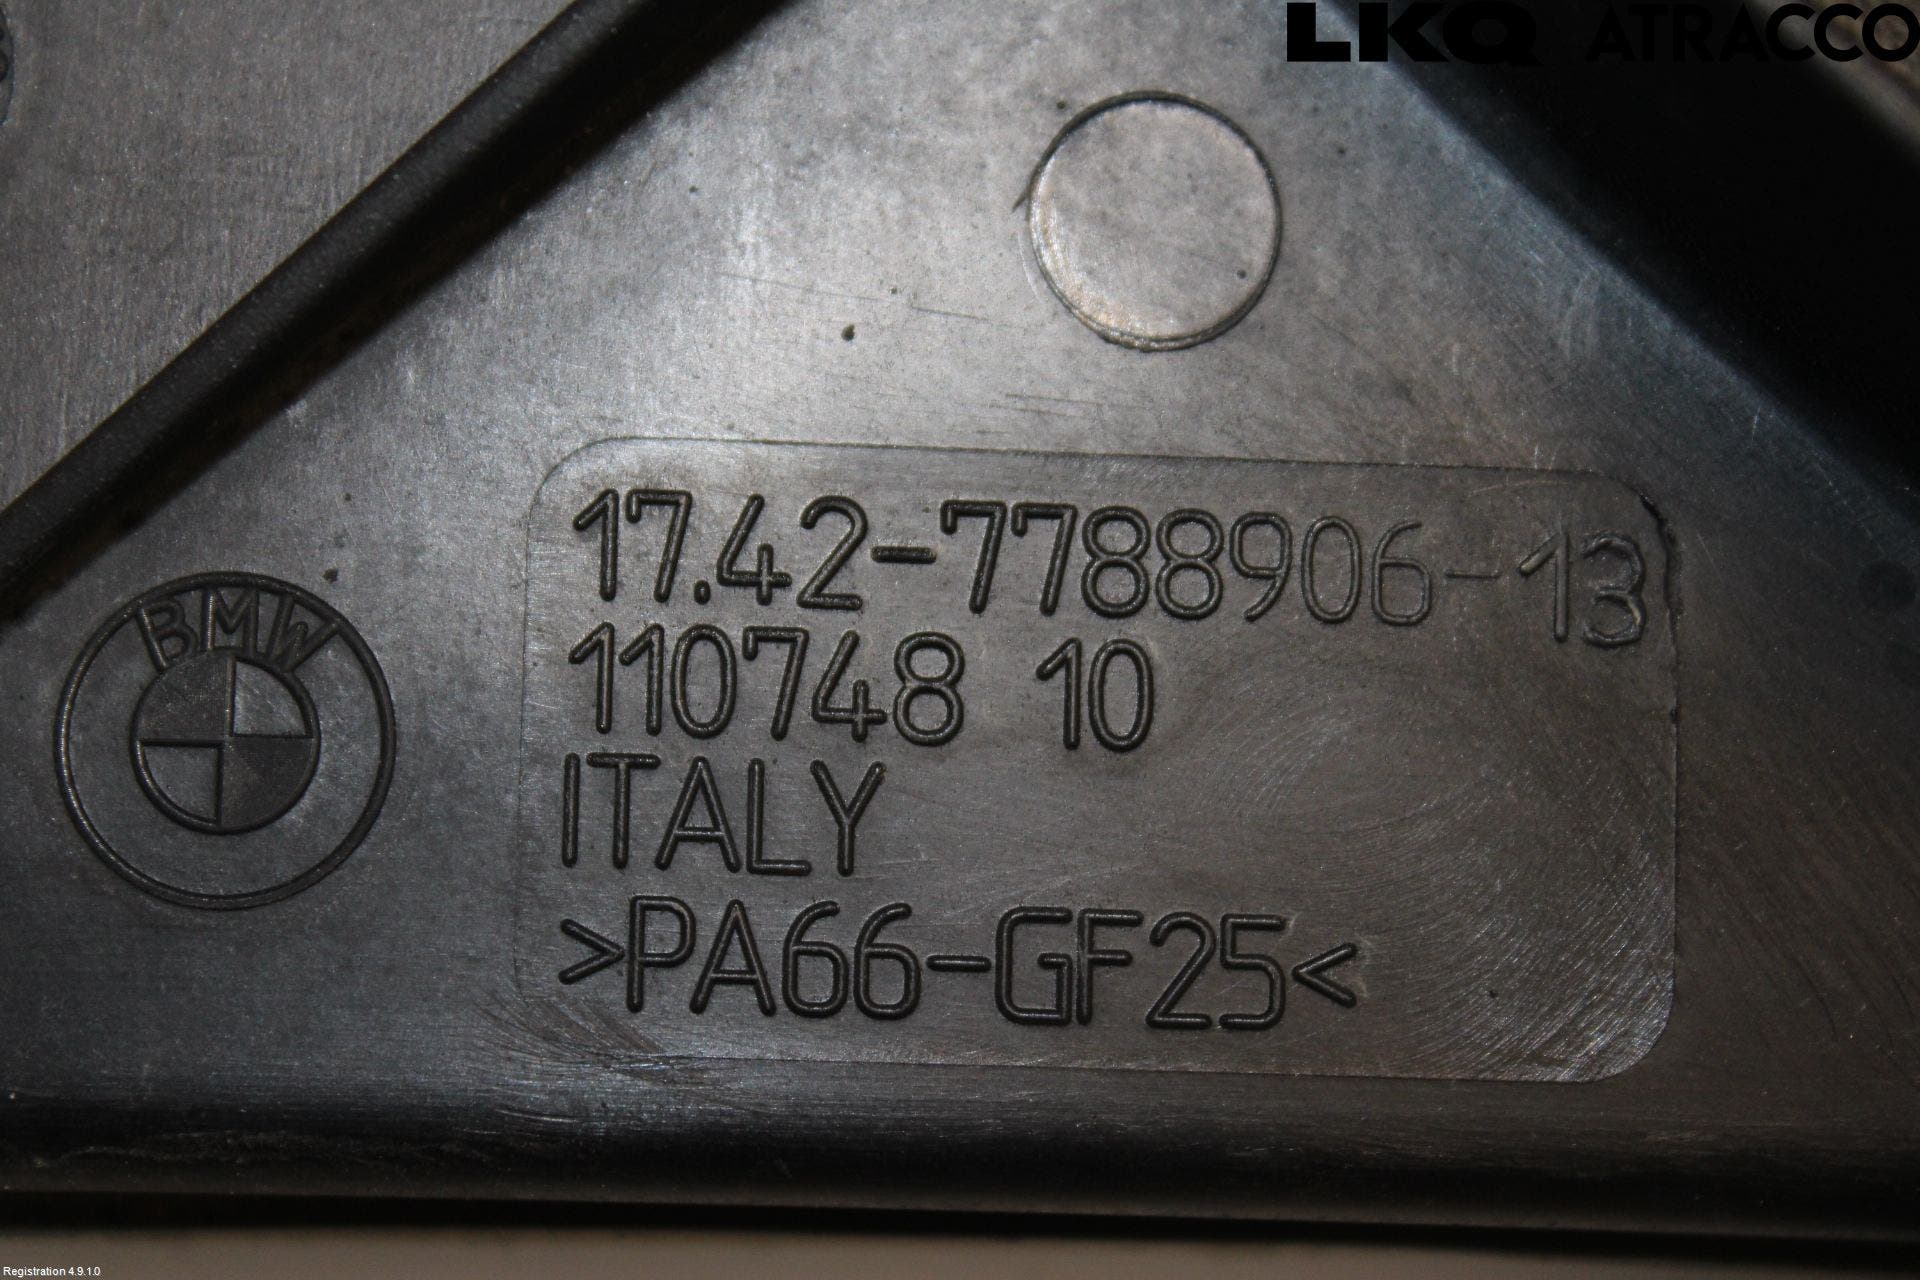 LKQ ATRACCO
17.42-7788906-13
110748 10
ITALY
>PA66-GF25<
BMW
Registration 4.9.1.0